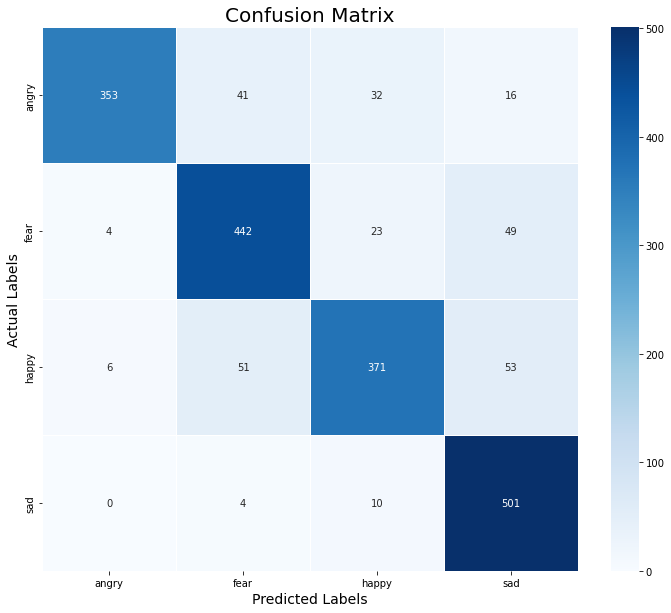 Confusion Matrix
Actual Labels
angry
353 41 32 16
fear
4 442 23 49
happy
6 51 371 53
sad
0 4 10 501
angry fear happy sad
Predicted Labels
500
400
300
200
100
0